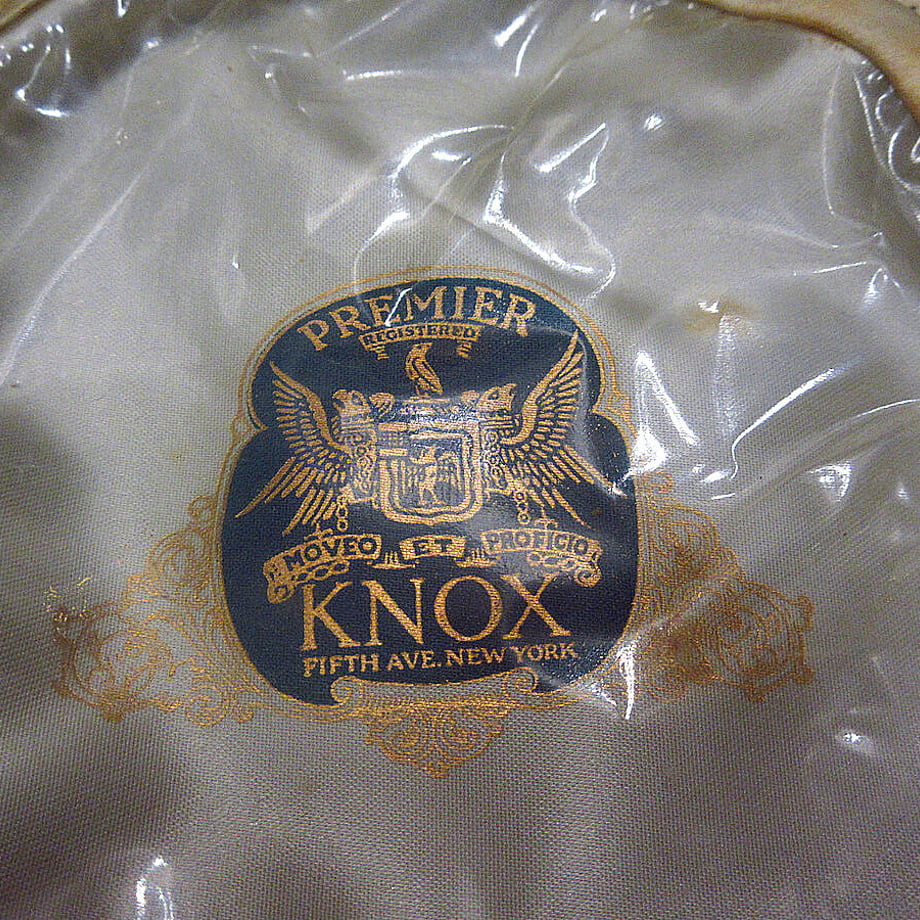 PREMIER
REGISTERED
MOVEO ET PROFICIO
KNOX
FIFTH AVE. NEW YORK